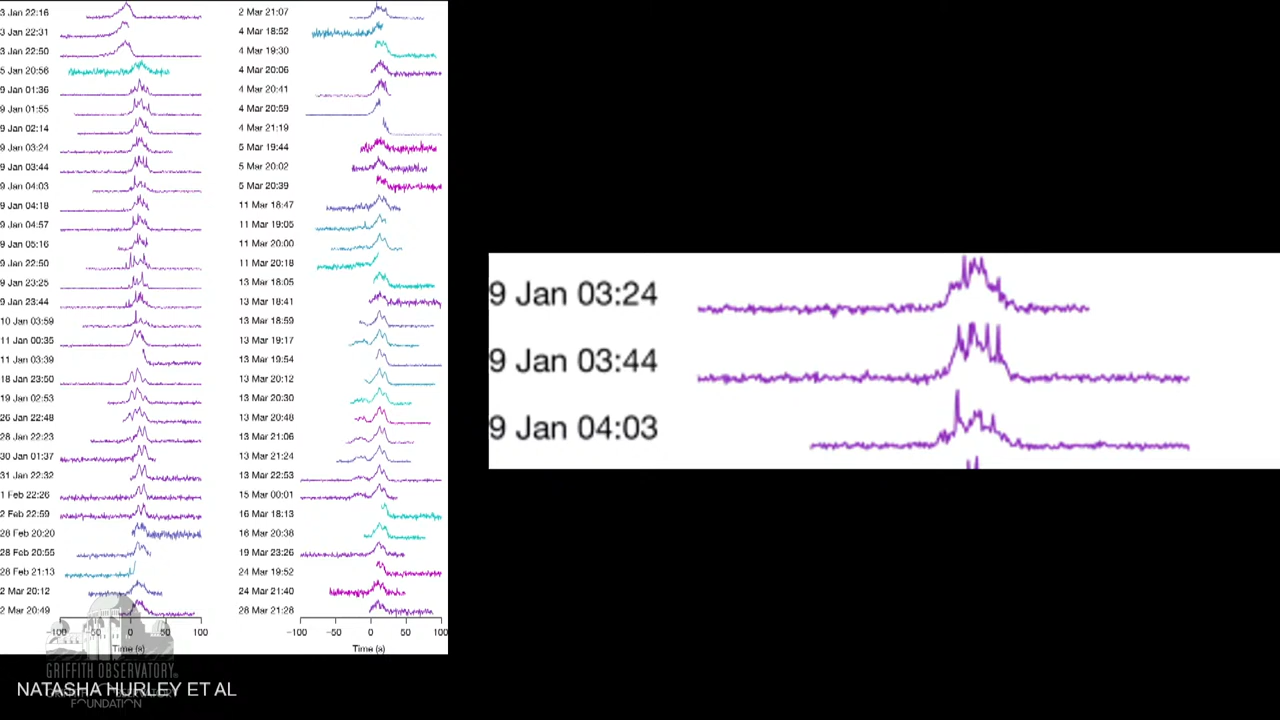 3 Jan 22:16
3 Jan 22:31
3 Jan 22:50
5 Jan 20:56
9 Jan 01:36
9 Jan 01:55
9 Jan 02:14
9 Jan 03:24
9 Jan 03:44
9 Jan 04:03
9 Jan 04:18
9 Jan 04:57
9 Jan 05:16
9 Jan 22:50
9 Jan 23:25
9 Jan 23:44
10 Jan 03:59
11 Jan 00:35
11 Jan 03:39
18 Jan 23:50
19 Jan 02:53
26 Jan 22:48
28 Jan 22:23
30 Jan 01:37
31 Jan 22:32
1 Feb 22:26
2 Feb 22:59
28 Feb 20:20
28 Feb 20:55
28 Feb 21:13
2 Mar 20:12
2 Mar 20:49
-100 -50 0 50 100
Time (s)
2 Mar 21:07
4 Mar 18:52
4 Mar 19:30
4 Mar 20:06
4 Mar 20:41
4 Mar 20:59
4 Mar 21:19
5 Mar 19:44
5 Mar 20:02
5 Mar 20:39
11 Mar 18:47
11 Mar 19:05
11 Mar 20:00
11 Mar 20:18
13 Mar 18:05
13 Mar 18:41
13 Mar 18:59
13 Mar 19:17
13 Mar 19:54
13 Mar 20:12
13 Mar 20:30
13 Mar 20:48
13 Mar 21:06
13 Mar 21:24
13 Mar 22:53
15 Mar 00:01
16 Mar 18:13
16 Mar 20:38
19 Mar 23:26
24 Mar 19:52
24 Mar 21:40
28 Mar 21:28
-100 -50 0 50 100
Time (s)
9 Jan 03:24
9 Jan 03:44
9 Jan 04:03
GRIFFITH OBSERVATORY
NATASHA HURLEY ET AL
FOUNDATION